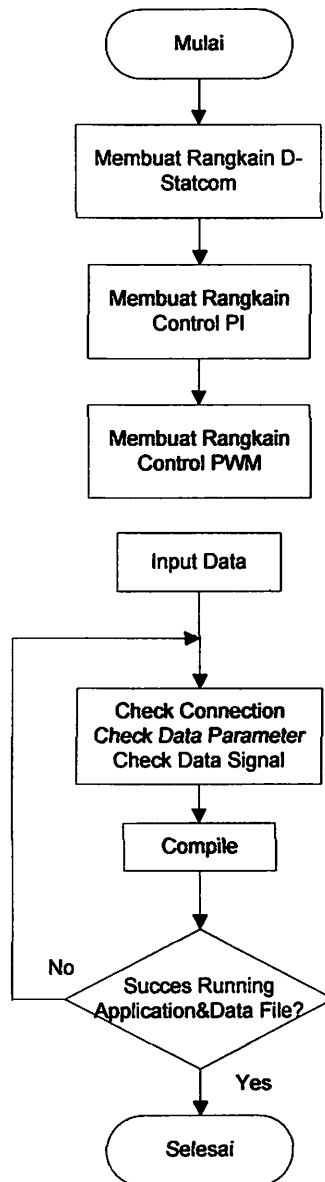 Mulai
Membuat Rangkain D-
Statcom
Membuat Rangkain
Control PI
Membuat Rangkain
Control PWM
Input Data
Check Connection
Check Data Parameter
Check Data Signal
Compile
No
Succes Running
Application&Data File?
Yes
Selesai